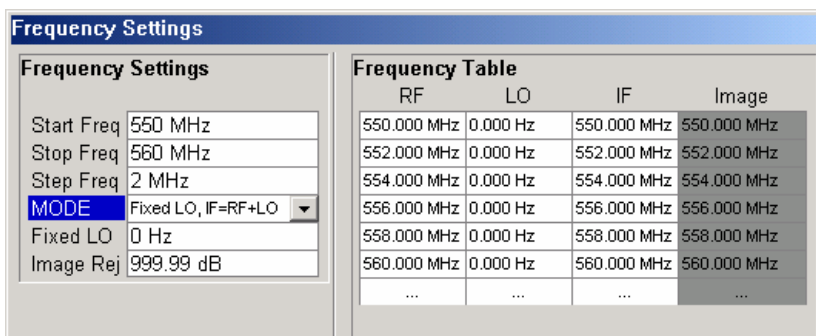 Frequency Settings
Frequency Settings
Start Freq 550 MHz
Stop Freq 560 MHz
Step Freq 2 MHz
MODE Fixed LO, IF=RF+LO
Fixed LO 0 Hz
Image Rej 999.99 dB
Frequency Table
RF LO IF Image
550.000 MHz 0.000 Hz 550.000 MHz 550.000 MHz
552.000 MHz 0.000 Hz 552.000 MHz 552.000 MHz
554.000 MHz 0.000 Hz 554.000 MHz 554.000 MHz
556.000 MHz 0.000 Hz 556.000 MHz 556.000 MHz
558.000 MHz 0.000 Hz 558.000 MHz 558.000 MHz
560.000 MHz 0.000 Hz 560.000 MHz 560.000 MHz
... ... ... ...